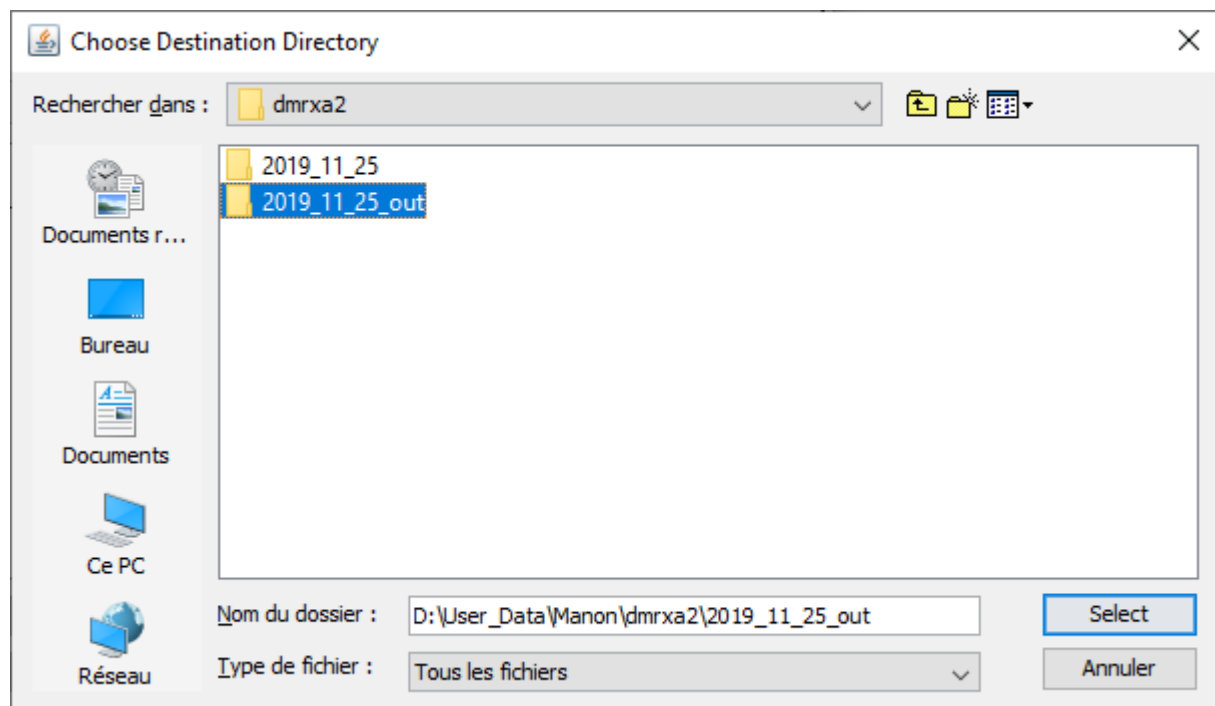 Choose Destination Directory
Rechercher dans :
dmrxa2
2019_11_25
2019_11_25_out
Documents r...
Bureau
Documents
Ce PC
Réseau
Nom du dossier :
D:\User_Data\Manon\dmrxa2\2019_11_25_out
Select
Type de fichier :
Tous les fichiers
Annuler